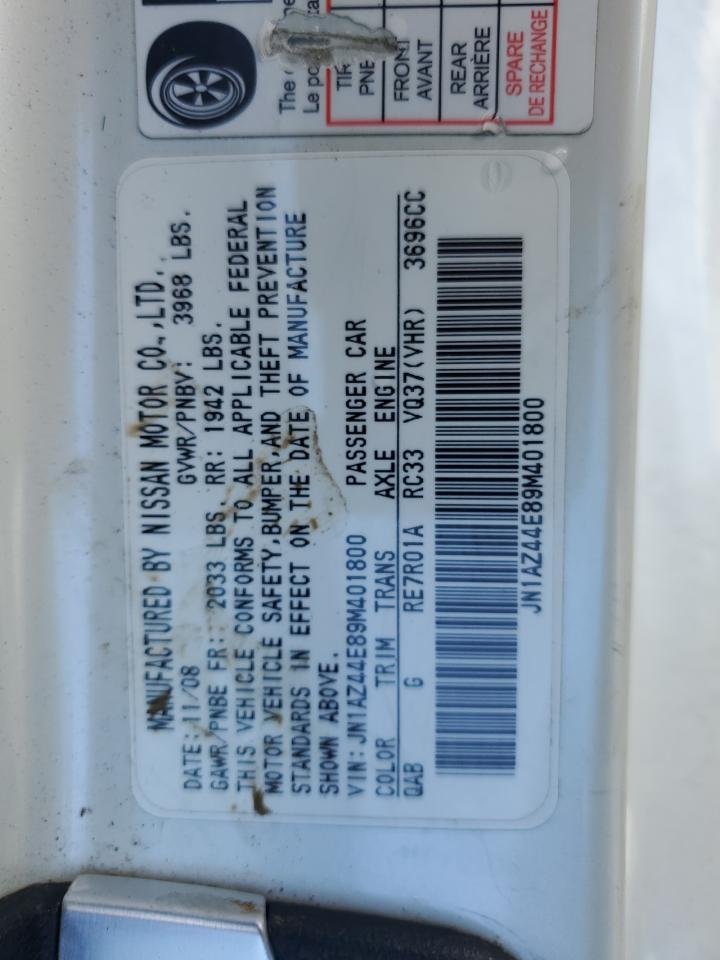 MANUFACTURED BY NISSAN MOTOR CO.,LTD.
DATE: 11/08 GVWR/PNBV: 3968 LBS.
GAWR/PNBE FR: 2033 LBS. RR: 1942 LBS.
THIS VEHICLE CONFORMS TO ALL APPLICABLE FEDERAL
MOTOR VEHICLE SAFETY,BUMPER,AND THEFT PREVENTION
STANDARDS IN EFFECT ON THE DATE OF MANUFACTURE
SHOWN ABOVE.
VIN: JN1AZ44E89M401800 PASSENGER CAR
COLOR TRIM TRANS AXLE ENGINE
QAB G RE7R01A RC33 VQ37(VHR) 3696CC
JN1AZ44E89M401800
The
Le
FRONT
AVANT
REAR
ARRIÈRE
SPARE
DE RECHANGE